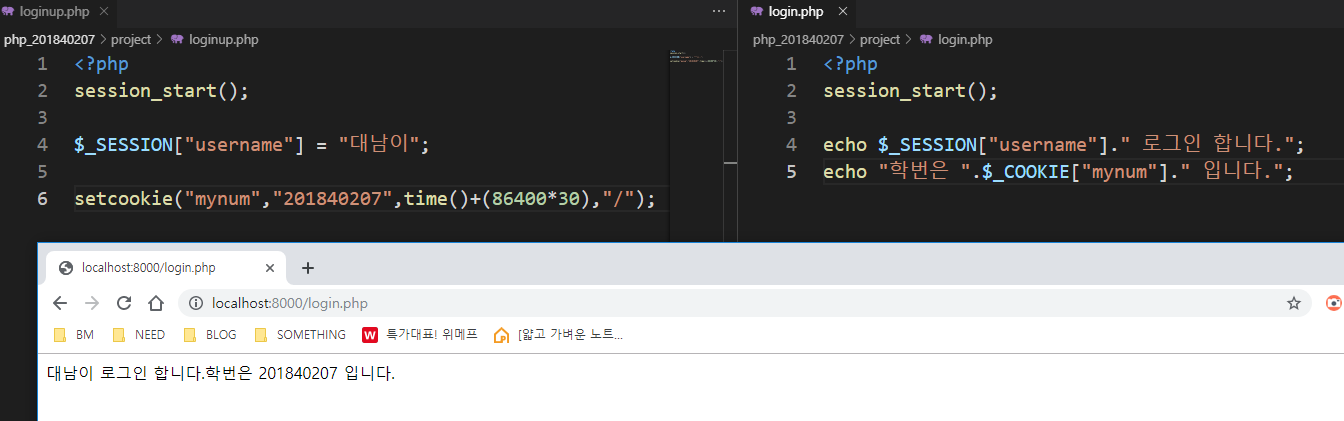 loginup.php
php_201840207 > project > loginup.php
1 <?php
2 session_start();
3
4 $_SESSION["username"] = "대남이";
5
6 setcookie("mynum","201840207",time()+(86400*30),"/");
login.php
php_201840207 > project > login.php
1 <?php
2 session_start();
3
4 echo $_SESSION["username"]." 로그인 합니다.";
5 echo "학번은 ".$_COOKIE["mynum"]." 입니다.";
localhost:8000/login.php
localhost:8000/login.php
BM NEED BLOG SOMETHING W 특가대표! 위메프 [얇고 가벼운 노트...
대남이 로그인 합니다.학번은 201840207 입니다.